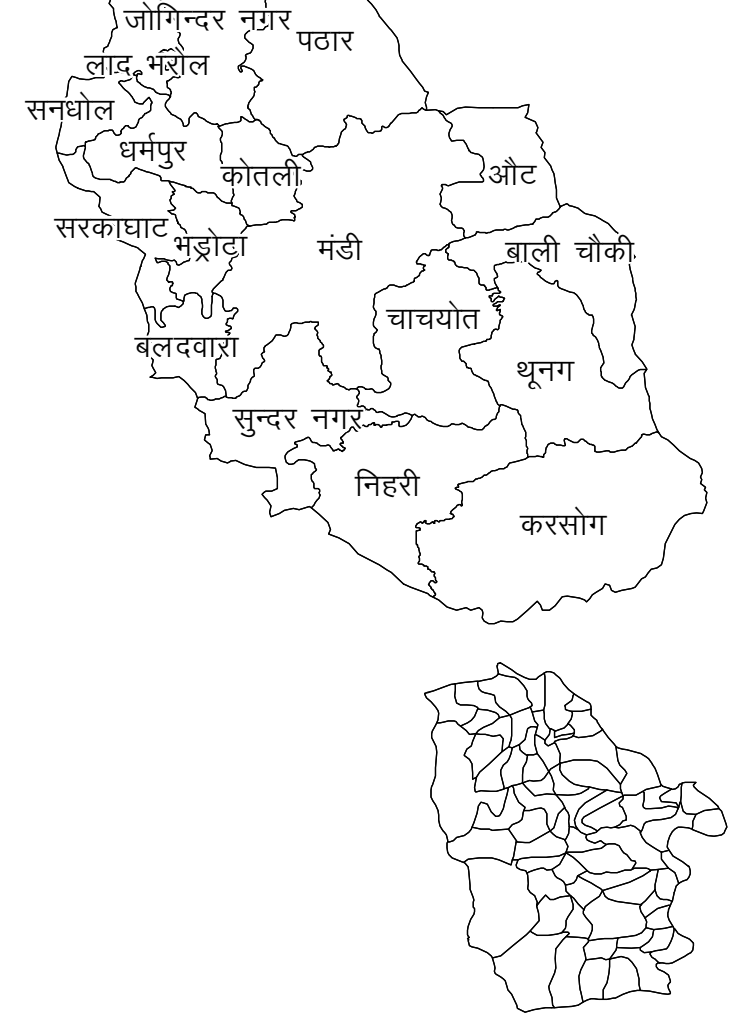 जोगिन्दर नगर
पठार
लाद भरौल
सनधोल
धर्मपुर
कोतली
औट
सरकाघाट
भड्रोटा
मंडी
बाली चौकी
चाचयोत
बलदवारा
थूनग
सुन्दर नगर
निहरी
करसोग